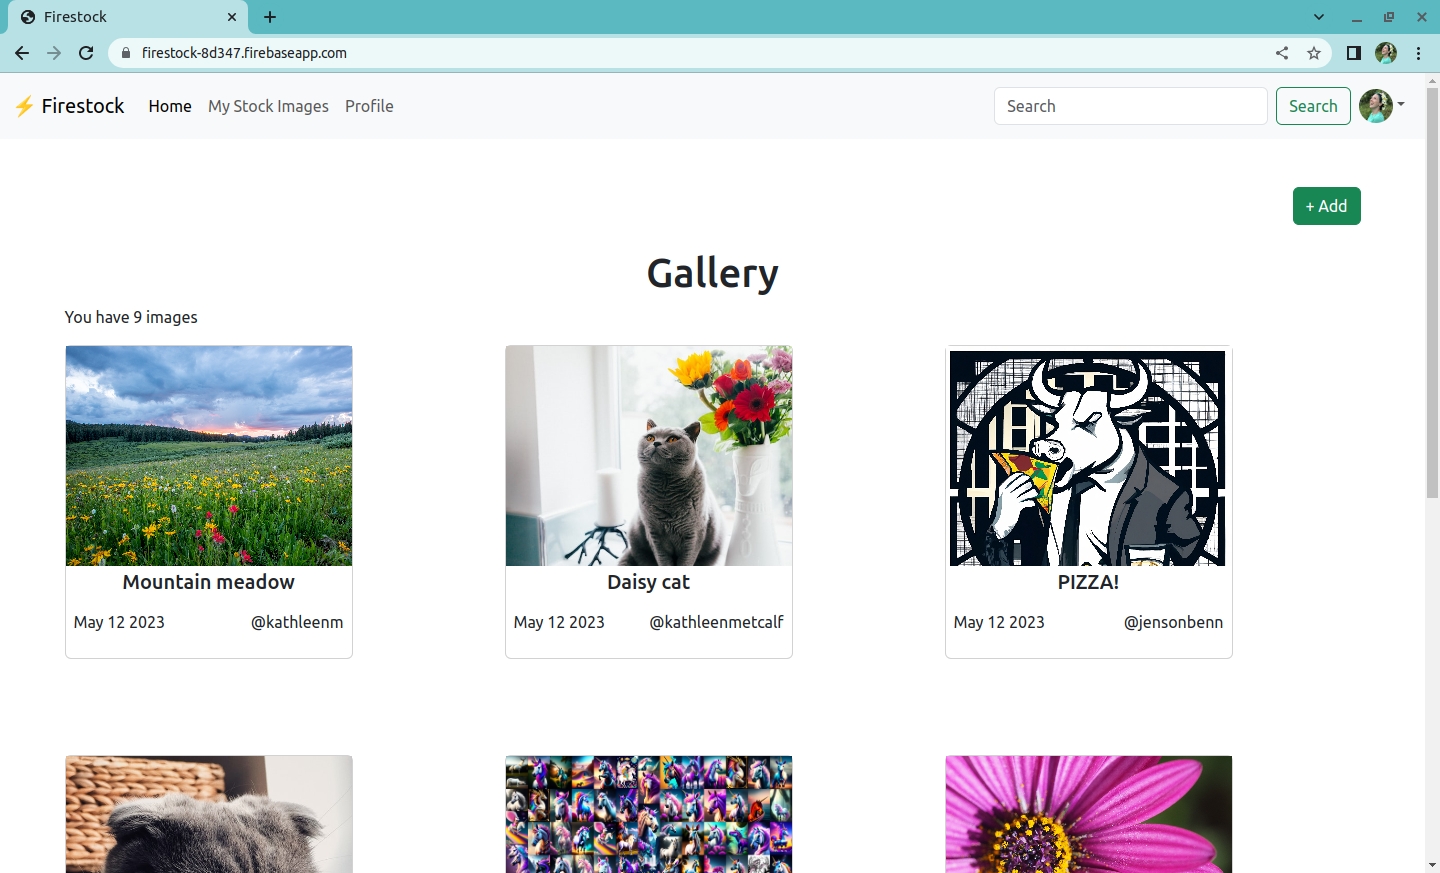 Firestock
firestock-8d347.firebaseapp.com
⚡ Firestock Home My Stock Images Profile Search Search
+ Add
Gallery
You have 9 images
Mountain meadow
May 12 2023 @kathleenm
Daisy cat
May 12 2023 @kathleenmetcalf
PIZZA!
May 12 2023 @jensonbenn